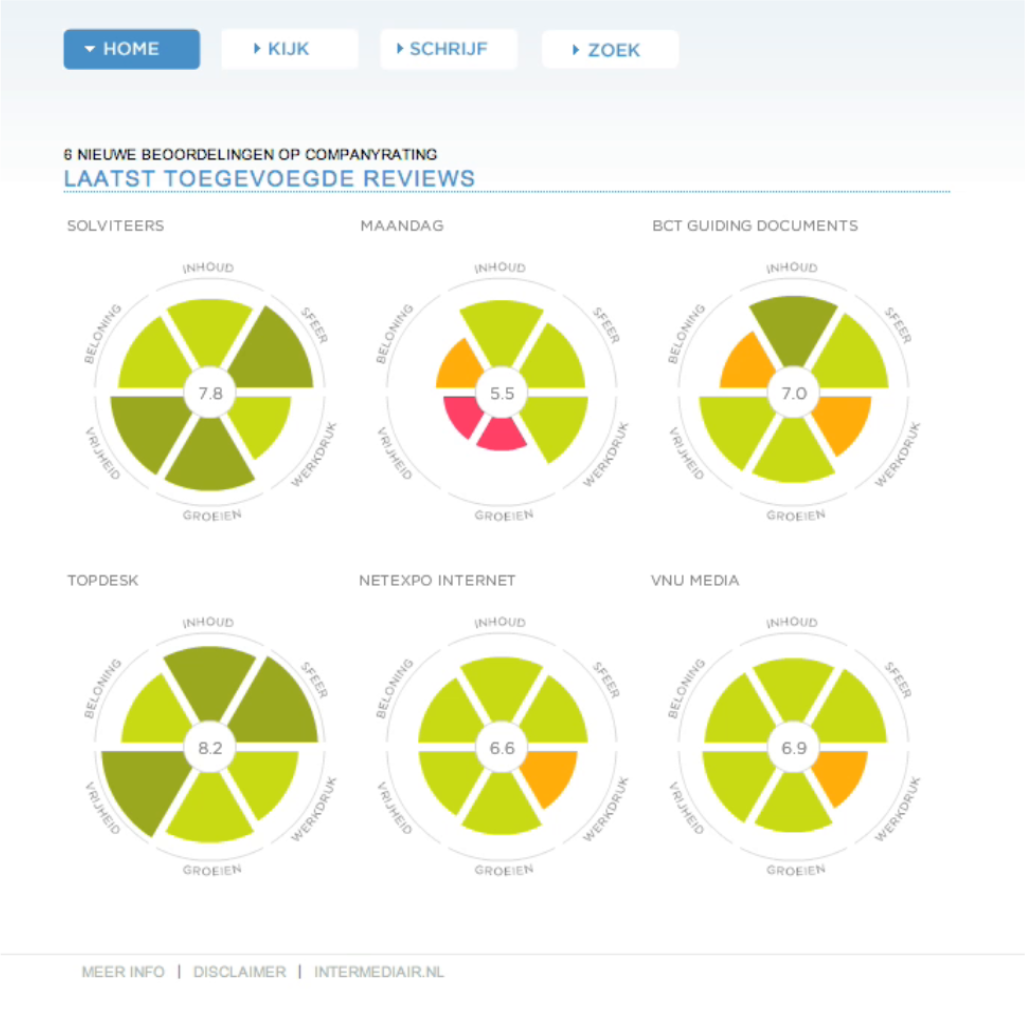 HOME KIJK SCHRIJF ZOEK
6 NIEUWE BEOORDELINGEN OP COMPANYRATING
LAATST TOEGEVOEGDE REVIEWS
SOLVITEERS
INHOUD
SFEER
WERKDRUK
GROEIEN
VRIJHEID
BELONING
7.8
MAANDAG
INHOUD
SFEER
WERKDRUK
GROEIEN
VRIJHEID
BELONING
5.5
BCT GUIDING DOCUMENTS
INHOUD
SFEER
WERKDRUK
GROEIEN
VRIJHEID
BELONING
7.0
TOPDESK
INHOUD
SFEER
WERKDRUK
GROEIEN
VRIJHEID
BELONING
8.2
NETEXPO INTERNET
INHOUD
SFEER
WERKDRUK
GROEIEN
VRIJHEID
BELONING
6.6
VNU MEDIA
INHOUD
SFEER
WERKDRUK
GROEIEN
VRIJHEID
BELONING
6.9
MEER INFO | DISCLAIMER | INTERMEDIAIR.NL